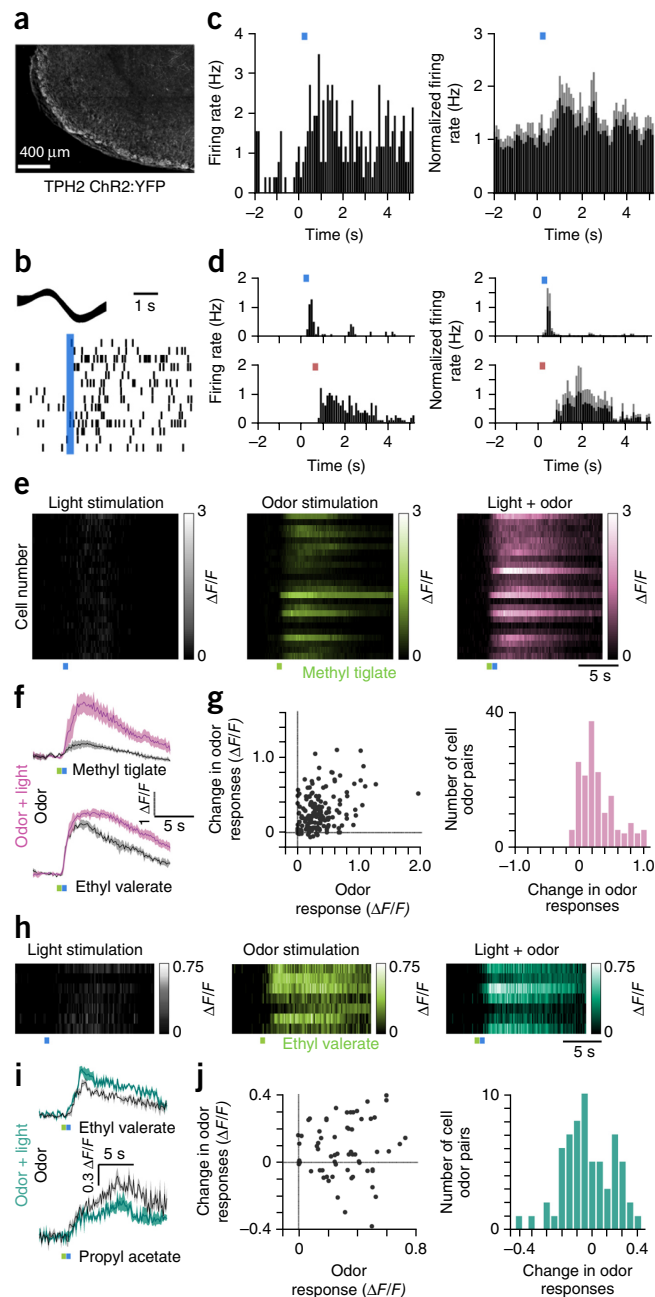 a
400 μm
TPH2 ChR2:YFP
b
1 s
c
Firing rate (Hz)
4
3
2
1
0
−2 0 2 4
Time (s)
Normalized firing
rate (Hz)
3
2
1
0
−2 0 2 4
Time (s)
d
Firing rate (Hz)
2
1
0
2
1
0
−2 0 2 4
Time (s)
Normalized firing
rate (Hz)
2
1
0
2
1
0
−2 0 2 4
Time (s)
e
Light stimulation
Cell number
3
0
ΔF/F
Odor stimulation
3
0
ΔF/F
Methyl tiglate
Light + odor
3
0
ΔF/F
5 s
f
Odor + light
Odor
Methyl tiglate
1 ΔF/F
5 s
Ethyl valerate
g
Change in odor
responses (ΔF/F)
1.0
0
0 1.0 2.0
Odor
response (ΔF/F)
Number of cell
odor pairs
40
0
−1.0 0 1.0
Change in odor
responses
h
Light stimulation
0.75
0
ΔF/F
Odor stimulation
0.75
0
ΔF/F
Ethyl valerate
Light + odor
0.75
0
ΔF/F
5 s
i
Odor + light
Odor
Ethyl valerate
0.3 ΔF/F
5 s
Propyl acetate
j
Change in odor
responses (ΔF/F)
0.4
0
−0.4
0 0.8
Odor
response (ΔF/F)
Number of cell
odor pairs
10
0
−0.4 0 0.4
Change in odor
responses